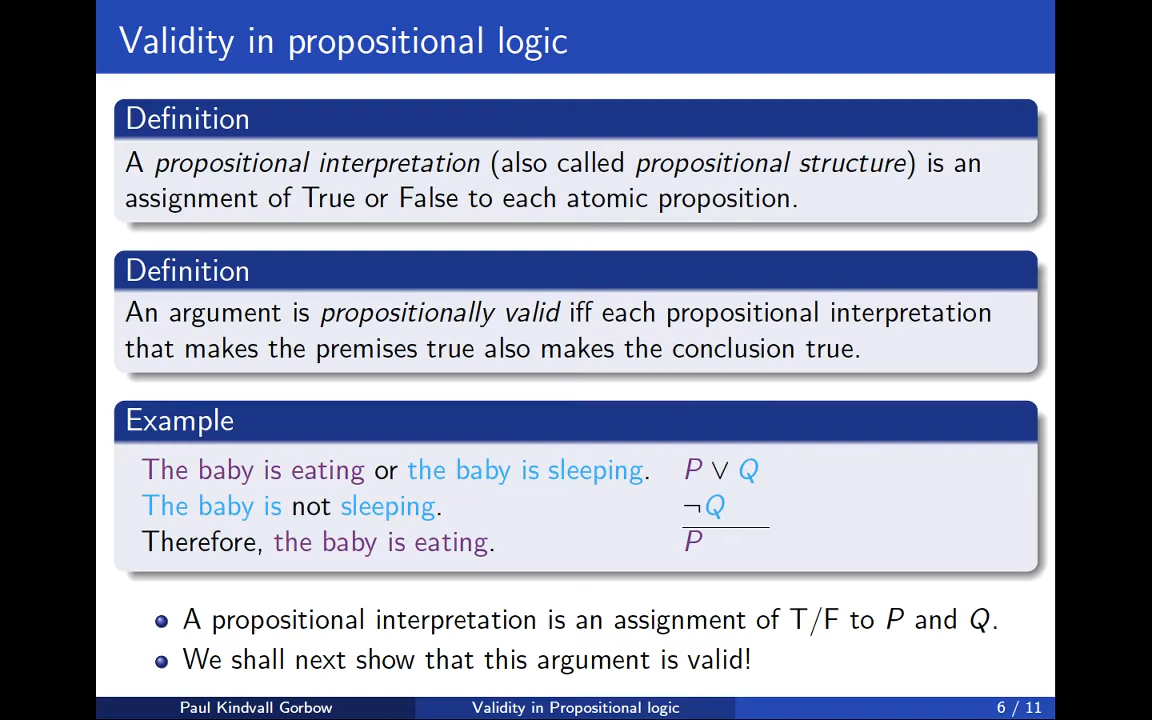 Validity in propositional logic
Definition
A propositional interpretation (also called propositional structure) is an
assignment of True or False to each atomic proposition.
Definition
An argument is propositionally valid iff each propositional interpretation
that makes the premises true also makes the conclusion true.
Example
The baby is eating or the baby is sleeping. P ∨ Q
The baby is not sleeping. ¬Q
Therefore, the baby is eating. P
A propositional interpretation is an assignment of T/F to P and Q.
We shall next show that this argument is valid!
Paul Kindvall Gorbow Validity in Propositional logic 6 / 11